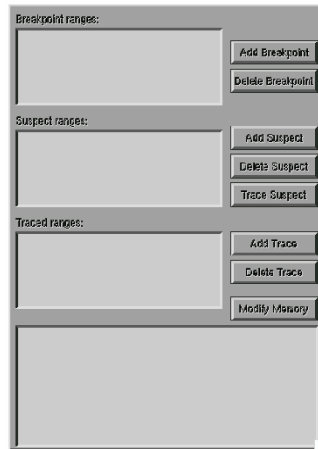 Breakpoint ranges:
Add Breakpoint
Delete Breakpoint
Suspect ranges:
Add Suspect
Delete Suspect
Trace Suspect
Traced ranges:
Add Trace
Delete Trace
Modify Memory